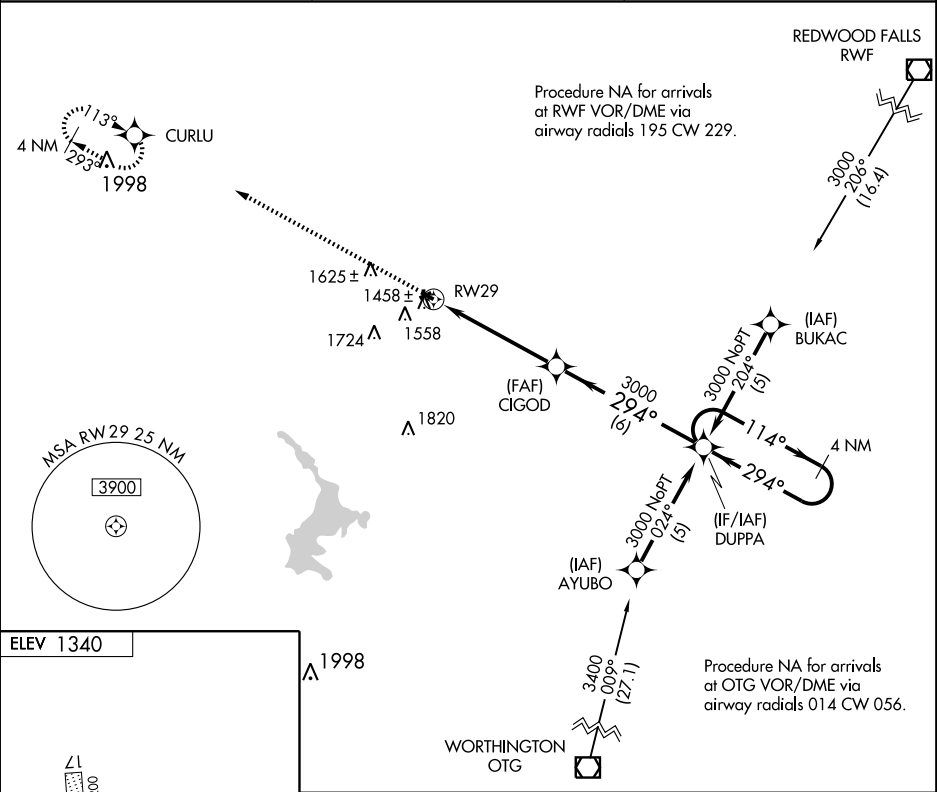 REDWOOD FALLS
RWF
Procedure NA for arrivals
at RWF VOR/DME via
airway radials 195 CW 229.
113°
CURLU
4 NM
293°
1998
3000
206°
(16.4)
1625 ±
1458 ±
RW29
1558
1724
(IAF)
BUKAC
3000 NoPT
204°
(5)
(FAF)
CIGOD
3000
294°
(6)
1820
114°
4 NM
294°
MSA RW 29 25 NM
3900
3000 NoPT
024°
(5)
(IF/IAF)
DUPPA
(IAF)
AYUBO
ELEV 1340
1998
3400
009°
(27.1)
Procedure NA for arrivals
at OTG VOR/DME via
airway radials 014 CW 056.
WORTHINGTON
OTG
17